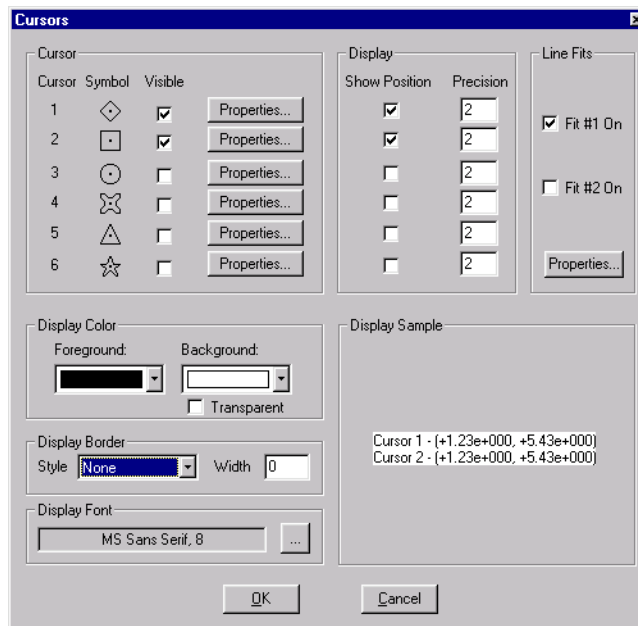 Cursors
Cursor
Cursor Symbol Visible
1 Properties...
2 Properties...
3 Properties...
4 Properties...
5 Properties...
6 Properties...
Display
Show Position Precision
2
2
2
2
2
2
Line Fits
Fit #1 On
Fit #2 On
Properties...
Display Color
Foreground: Background:
Transparent
Display Border
Style None Width 0
Display Font
MS Sans Serif, 8 ...
Display Sample
Cursor 1 - (+1.23e+000, +5.43e+000)
Cursor 2 - (+1.23e+000, +5.43e+000)
OK Cancel